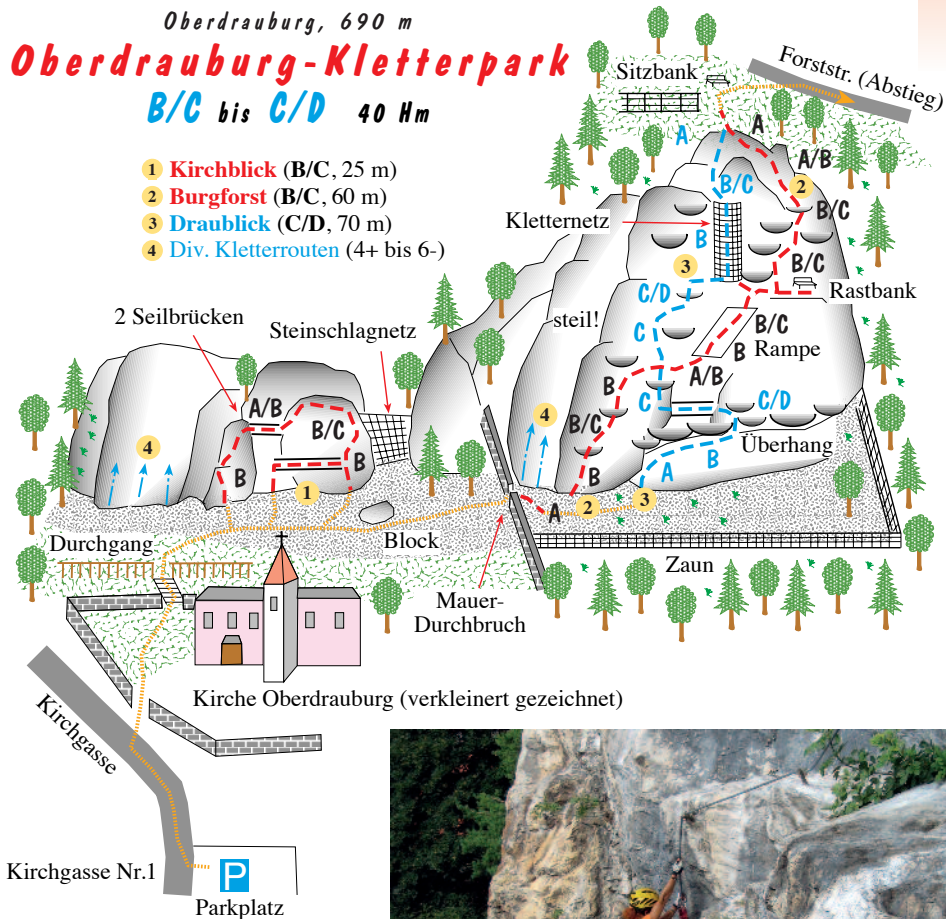 Oberdrauburg, 690 m
Oberdrauburg-Kletterpark
B/C bis C/D 40 Hm
1 Kirchblick (B/C, 25 m)
2 Burgforst (B/C, 60 m)
3 Draublick (C/D, 70 m)
4 Div. Kletterrouten (4+ bis 6-)
Sitzbank
Forststr. (Abstieg)
A
A
A/B
2
B/C
B/C
Kletternetz
B
3
B/C
C/D
Rastbank
2 Seilbrücken
Steinschlagnetz
steil!
C
B/C
B
Rampe
A/B
B
A/B
B/C
C
C/D
4
4
B/C
Überhang
B
B
A
B
1
A
2
3
Durchgang
Block
Zaun
Mauer-
Durchbruch
Kirche Oberdrauburg (verkleinert gezeichnet)
Kirchgasse
Kirchgasse Nr.1
P
Parkplatz